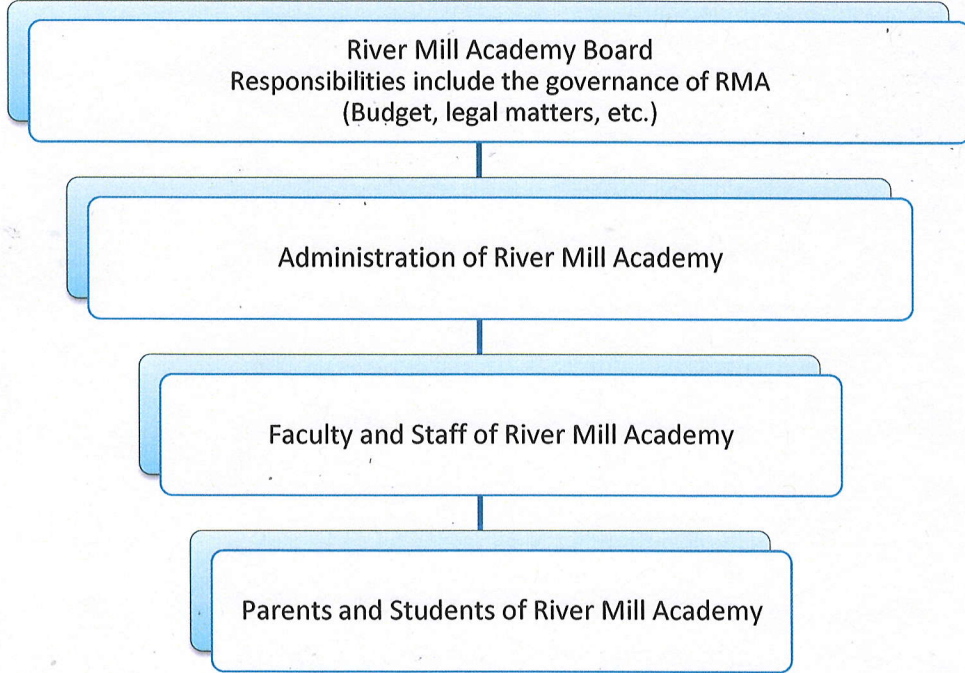 River Mill Academy Board
Responsibilities include the governance of RMA
(Budget, legal matters, etc.)
Administration of River Mill Academy
Faculty and Staff of River Mill Academy
Parents and Students of River Mill Academy